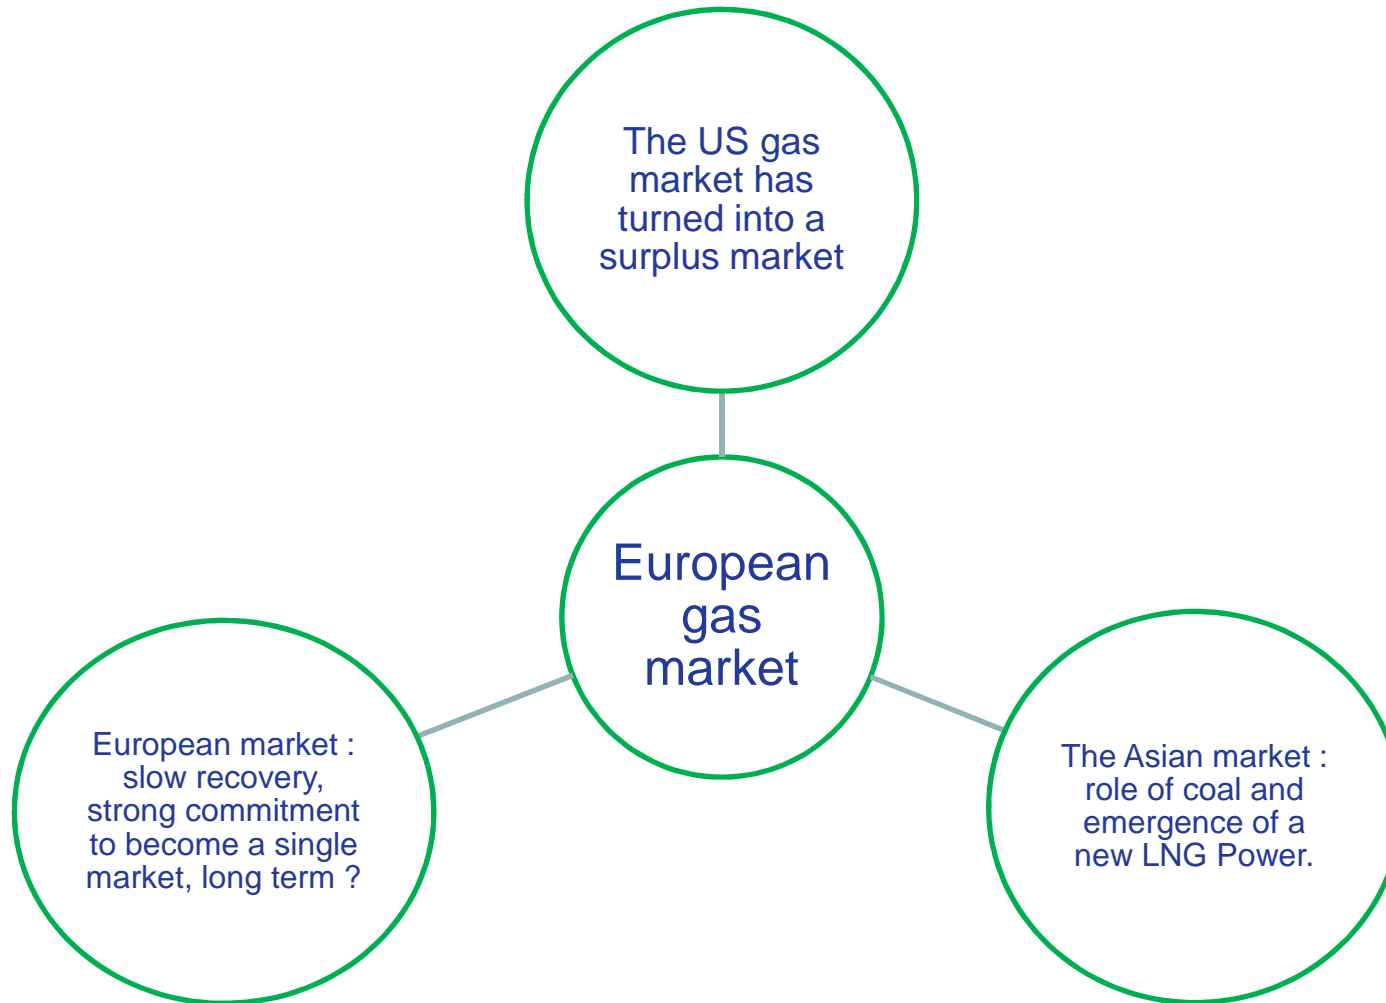 The US gas
market has
turned into a
surplus market
European
gas
market
European market :
slow recovery,
strong commitment
to become a single
market, long term ?
The Asian market :
role of coal and
emergence of a
new LNG Power.